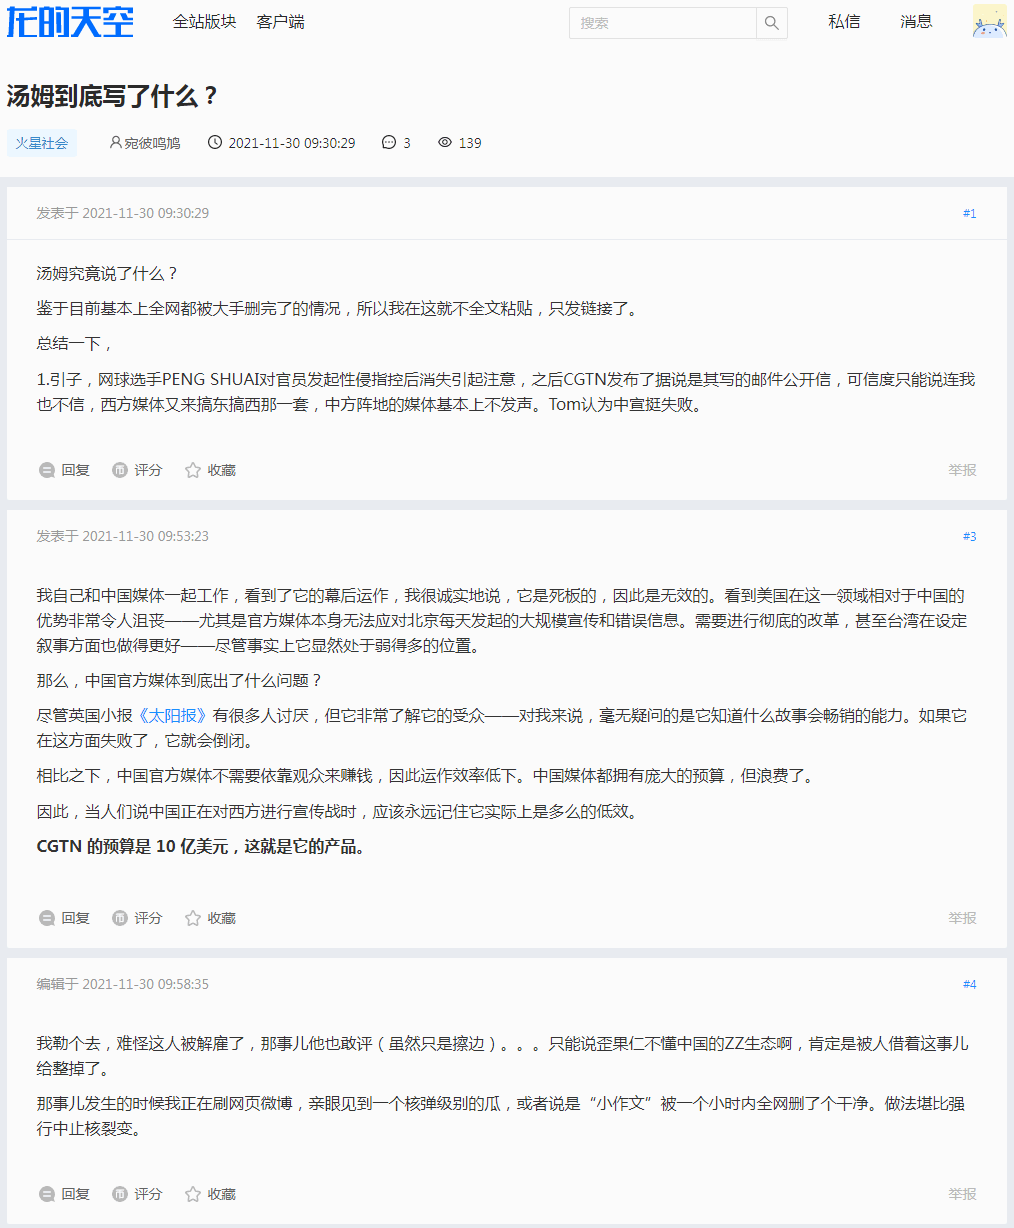 龙的天空 全站版块 客户端 搜索 私信 消息
汤姆到底写了什么？
火星社会 宛彼鸣鸠 2021-11-30 09:30:29 3 139
发表于 2021-11-30 09:30:29 #1
汤姆究竟说了什么？
鉴于目前基本上全网都被大手删完了的情况，所以我在这就不全文粘贴，只发链接了。
总结一下，
1.引子，网球选手PENG SHUAI对官员发起性侵指控后消失引起注意，之后CGTN发布了据说是其写的邮件公开信，可信度只能说连我
也不信，西方媒体又来搞东搞西那一套，中方阵地的媒体基本上不发声。Tom认为中宣挺失败。
回复 评分 收藏 举报
发表于 2021-11-30 09:53:23 #3
我自己和中国媒体一起工作，看到了它的幕后运作，我很诚实地说，它是死板的，因此是无效的。看到美国在这一领域相对于中国的
优势非常令人沮丧——尤其是官方媒体本身无法应对北京每天发起的大规模宣传和错误信息。需要进行彻底的改革，甚至台湾在设定
叙事方面也做得更好——尽管事实上它显然处于弱得多的位置。
那么，中国官方媒体到底出了什么问题？
尽管英国小报《太阳报》有很多人讨厌，但它非常了解它的受众——对我来说，毫无疑问的是它知道什么故事会畅销的能力。如果它
在这方面失败了，它就会倒闭。
相比之下，中国官方媒体不需要依靠观众来赚钱，因此运作效率低下。中国媒体都拥有庞大的预算，但浪费了。
因此，当人们说中国正在对西方进行宣传战时，应该永远记住它实际上是多么的低效。
CGTN 的预算是 10 亿美元，这就是它的产品。
回复 评分 收藏 举报
编辑于 2021-11-30 09:58:35 #4
我勒个去，难怪这人被解雇了，那事儿他也敢评（虽然只是擦边）。。。只能说歪果仁不懂中国的ZZ生态啊，肯定是被人借着这事儿
给整掉了。
那事儿发生的时候我正在刷网页微博，亲眼见到一个核弹级别的瓜，或者说是“小作文”被一个小时内全网删了个干净。做法堪比强
行中止核裂变。
回复 评分 收藏 举报